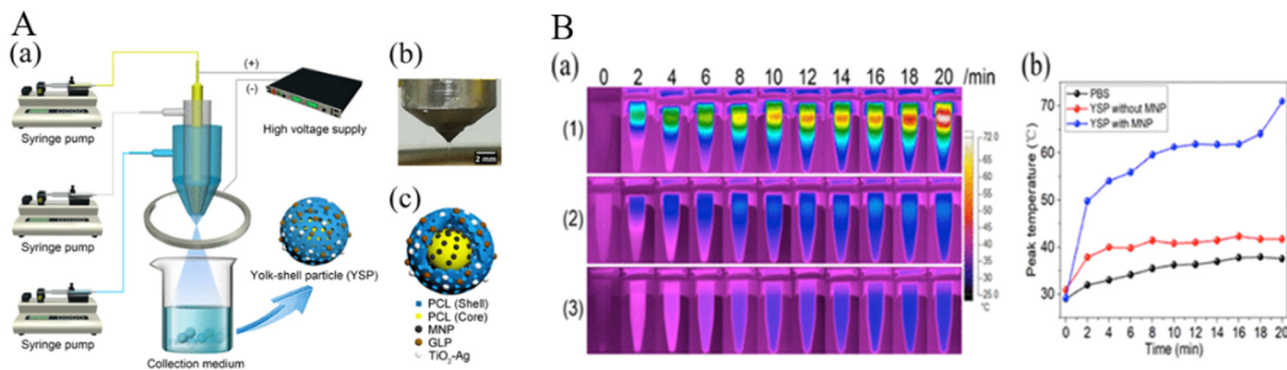 A
(a)
(+)
(-)
Syringe pump
High voltage supply
Syringe pump
Yolk-shell particle (YSP)
Syringe pump
Collection medium
(b)
2 mm
(c)
PCL (Shell)
PCL (Core)
MNP
GLP
TiO2-Ag
B
(a)
0 2 4 6 8 10 12 14 16 18 20 /min
(1)
(2)
(3)
72.0
65
60
55
50
45
40
35
30
25.0
°C
(b)
PBS
YSP without MNP
YSP with MNP
Peak temperature (°C)
70
60
50
40
30
0 2 4 6 8 10 12 14 16 18 20
Time (min)